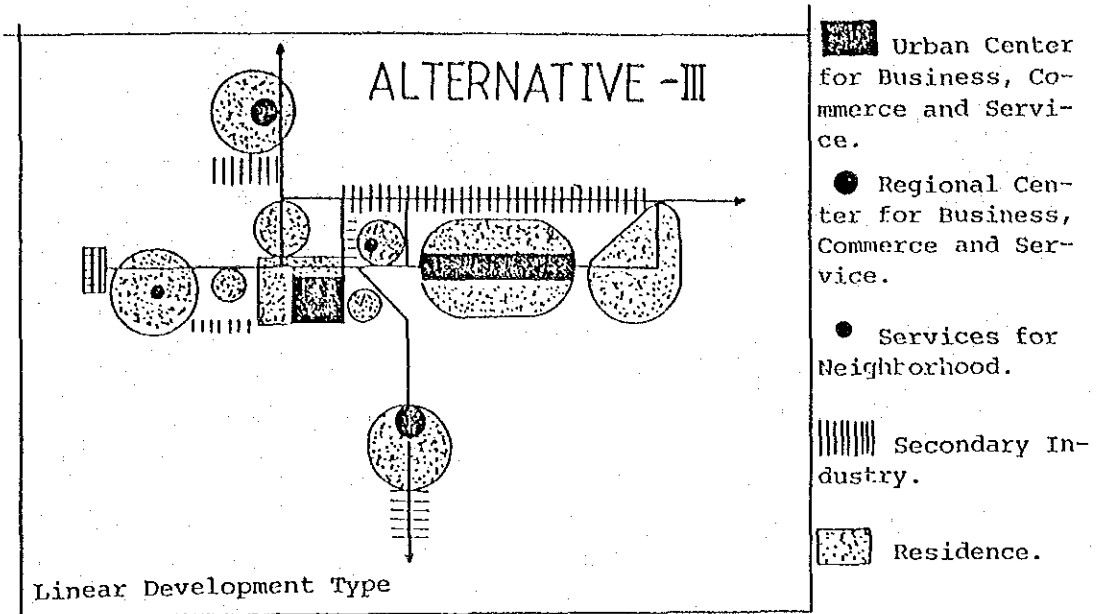 ALTERNATIVE -III
Linear Development Type
Urban Center
for Business, Co-
mmerce and Servi-
ce.
Regional Cen-
ter for Business,
Commerce and Ser-
vice.
Services for
Neighborhood.
Secondary In-
dustry.
Residence.